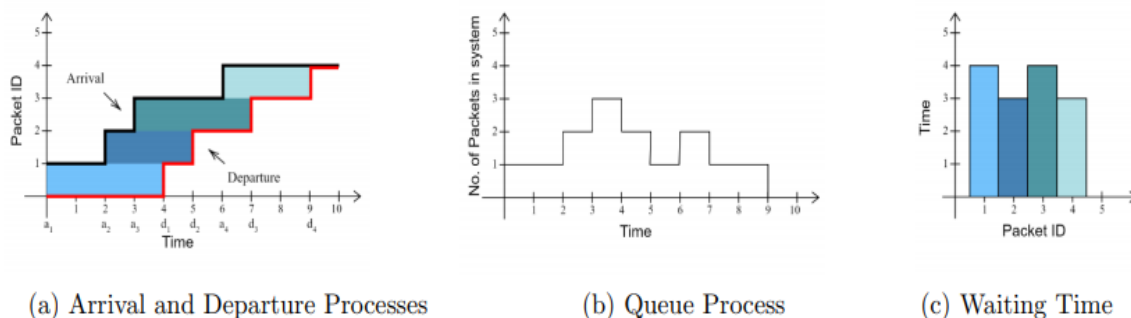 5
4
3
2
1
Packet ID
Arrival
Departure
1 2 3 4 5 6 7 8 9 10
a1 a2 a3 d1 d2 a4 d3 d4
Time
(a) Arrival and Departure Processes
5
4
3
2
1
No. of Packets in system
1 2 3 4 5 6 7 8 9 10
Time
(b) Queue Process
5
4
3
2
1
Time
1 2 3 4 5
Packet ID
(c) Waiting Time